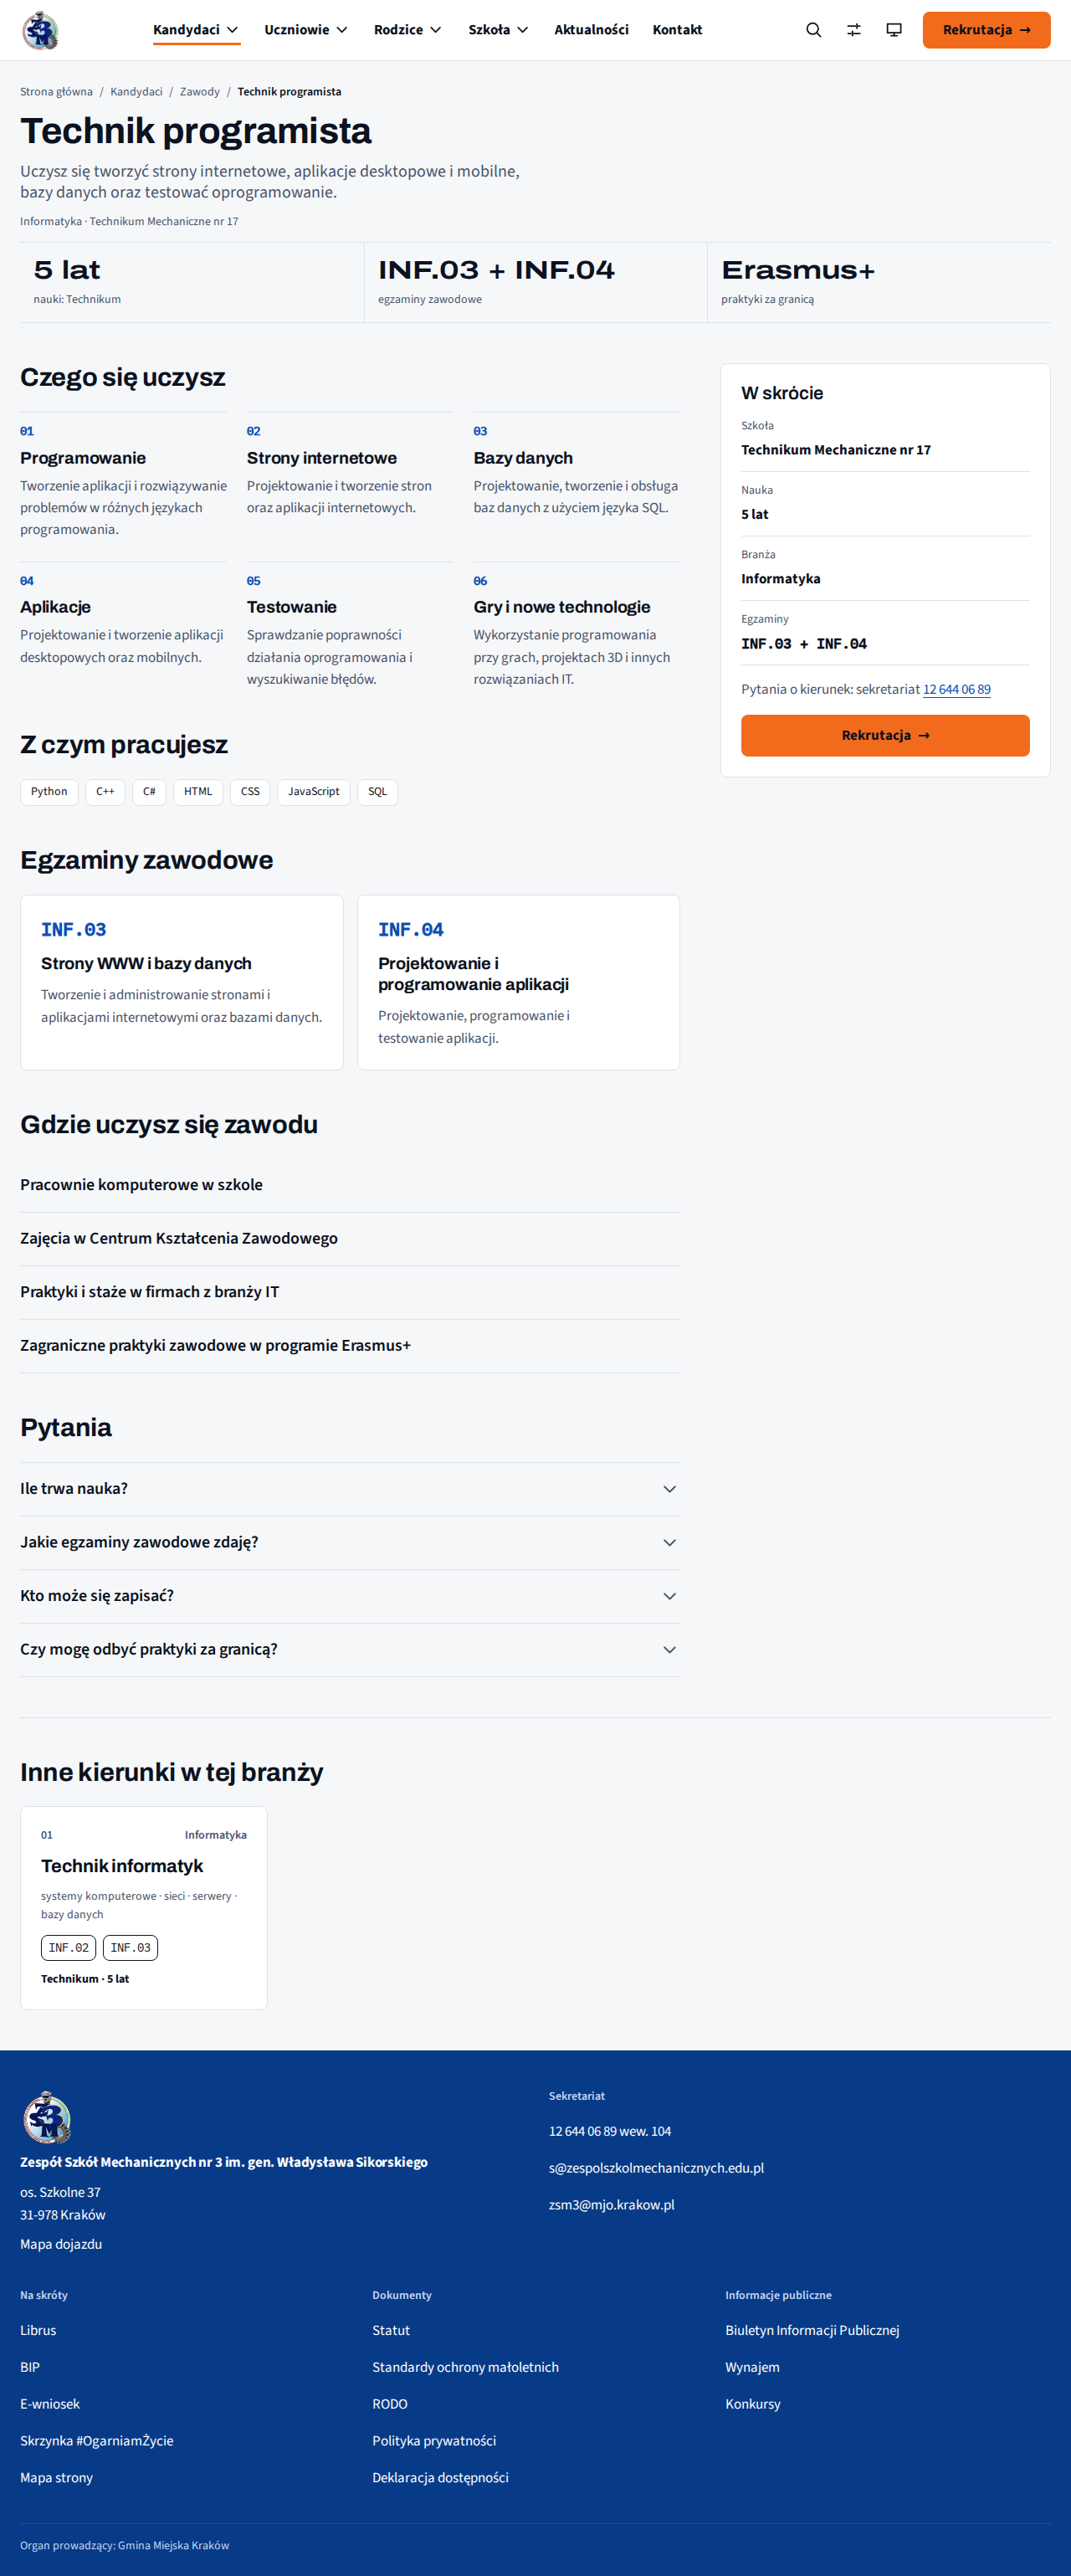 Kandydaci
Uczniowie
Rodzice
Szkoła
Aktualności
Kontakt
Rekrutacja →
Strona główna / Kandydaci / Zawody / Technik programista
Technik programista
Uczysz się tworzyć strony internetowe, aplikacje desktopowe i mobilne,
bazy danych oraz testować oprogramowanie.
Informatyka · Technikum Mechaniczne nr 17
5 lat
nauki: Technikum
INF.03 + INF.04
egzaminy zawodowe
Erasmus+
praktyki za granicą
Czego się uczysz
01
Programowanie
Tworzenie aplikacji i rozwiązywanie
problemów w różnych językach
programowania.
02
Strony internetowe
Projektowanie i tworzenie stron
oraz aplikacji internetowych.
03
Bazy danych
Projektowanie, tworzenie i obsługa
baz danych z użyciem języka SQL.
04
Aplikacje
Projektowanie i tworzenie aplikacji
desktopowych oraz mobilnych.
05
Testowanie
Sprawdzanie poprawności
działania oprogramowania i
wyszukiwanie błędów.
06
Gry i nowe technologie
Wykorzystanie programowania
przy grach, projektach 3D i innych
rozwiązaniach IT.
W skrócie
Szkoła
Technikum Mechaniczne nr 17
Nauka
5 lat
Branża
Informatyka
Egzaminy
INF.03 + INF.04
Pytania o kierunek: sekretariat 12 644 06 89
Rekrutacja →
Z czym pracujesz
Python
C++
C#
HTML
CSS
JavaScript
SQL
Egzaminy zawodowe
INF.03
Strony WWW i bazy danych
Tworzenie i administrowanie stronami i
aplikacjami internetowymi oraz bazami danych.
INF.04
Projektowanie i
programowanie aplikacji
Projektowanie, programowanie i
testowanie aplikacji.
Gdzie uczysz się zawodu
Pracownie komputerowe w szkole
Zajęcia w Centrum Kształcenia Zawodowego
Praktyki i staże w firmach z branży IT
Zagraniczne praktyki zawodowe w programie Erasmus+
Pytania
Ile trwa nauka?
Jakie egzaminy zawodowe zdaję?
Kto może się zapisać?
Czy mogę odbyć praktyki za granicą?
Inne kierunki w tej branży
01
Informatyka
Technik informatyk
systemy komputerowe · sieci · serwery ·
bazy danych
INF.02
INF.03
Technikum · 5 lat
Zespół Szkół Mechanicznych nr 3 im. gen. Władysława Sikorskiego
os. Szkolne 37
31-978 Kraków
Mapa dojazdu
Sekretariat
12 644 06 89 wew. 104
s@zespolszkolmechanicznych.edu.pl
zsm3@mjo.krakow.pl
Na skróty
Librus
BIP
E-wniosek
Skrzynka #OgarniamŻycie
Mapa strony
Dokumenty
Statut
Standardy ochrony małoletnich
RODO
Polityka prywatności
Deklaracja dostępności
Informacje publiczne
Biuletyn Informacji Publicznej
Wynajem
Konkursy
Organ prowadzący: Gmina Miejska Kraków